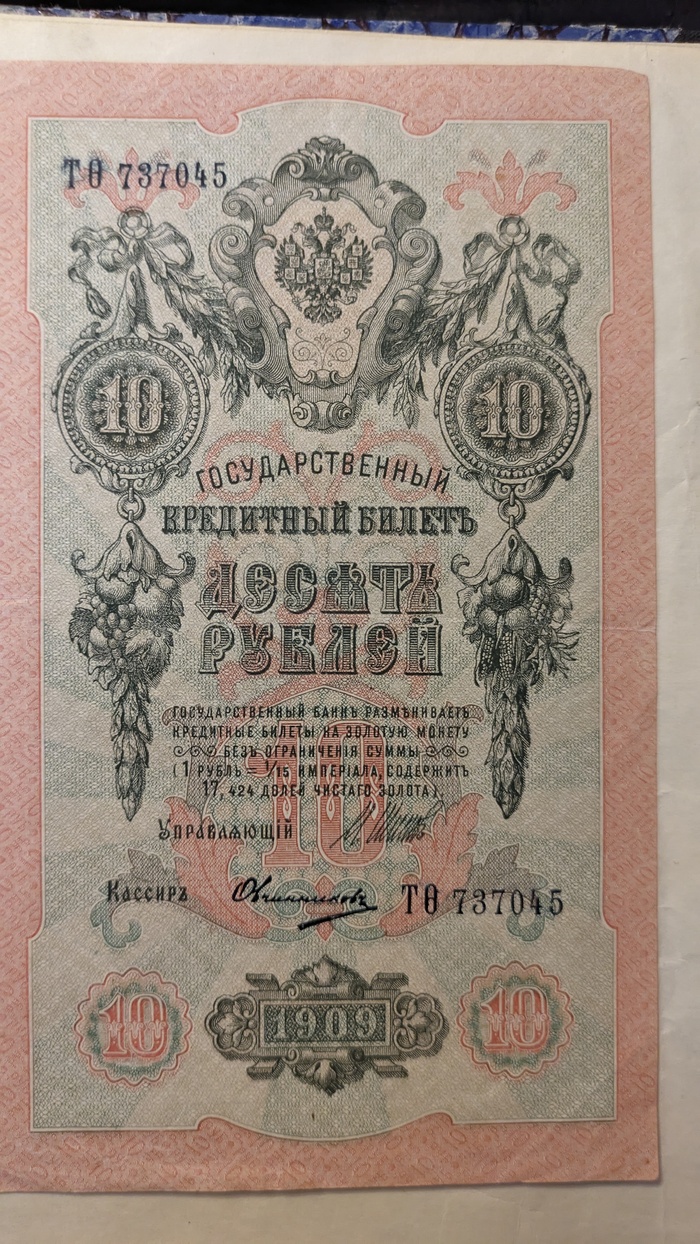 ТѲ 737045
10 10
ГОСУДАРСТВЕННЫЙ
КРЕДИТНЫЙ БИЛЕТЪ
ДЕСЯТЬ
РУБЛЕЙ
ГОСУДАРСТВЕННЫЙ БАНКЪ РАЗМѢНИВАЕТЪ
КРЕДИТНЫЕ БИЛЕТЫ НА ЗОЛОТУЮ МОНЕТУ
БЕЗЪ ОГРАНИЧЕНІЯ СУММЫ
(1 РУБЛЬ = 1/15 ИМПЕРІАЛА, СОДЕРЖИТЪ
17,424 ДОЛЕЙ ЧИСТАГО ЗОЛОТА).
10
Управляющій
Кассиръ Овчинниковъ ТѲ 737045
10 1909 10